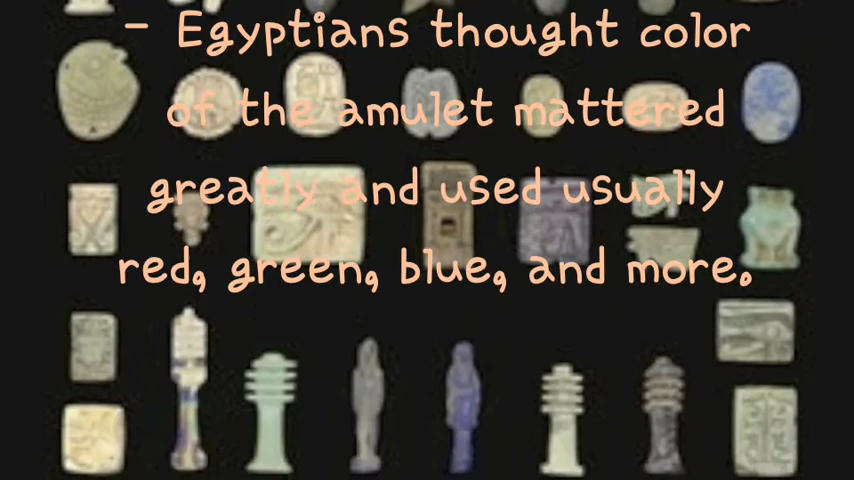 - Egyptians thought color
of the amulet mattered
greatly and used usually
red, green, blue, and more.